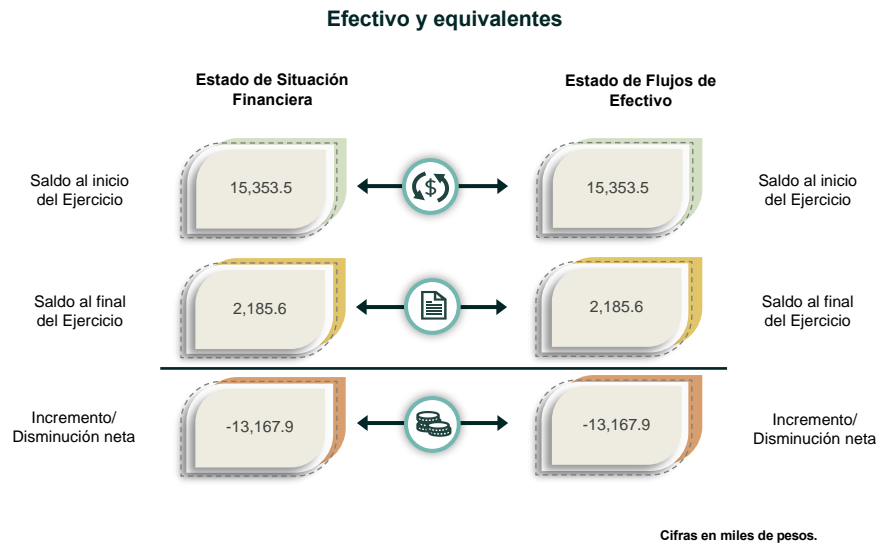 Efectivo y equivalentes
Estado de Situación
Financiera
Estado de Flujos de
Efectivo
Saldo al inicio
del Ejercicio
15,353.5
$
15,353.5
Saldo al inicio
del Ejercicio
Saldo al final
del Ejercicio
2,185.6
2,185.6
Saldo al final
del Ejercicio
Incremento/
Disminución neta
-13,167.9
-13,167.9
Incremento/
Disminución neta
Cifras en miles de pesos.